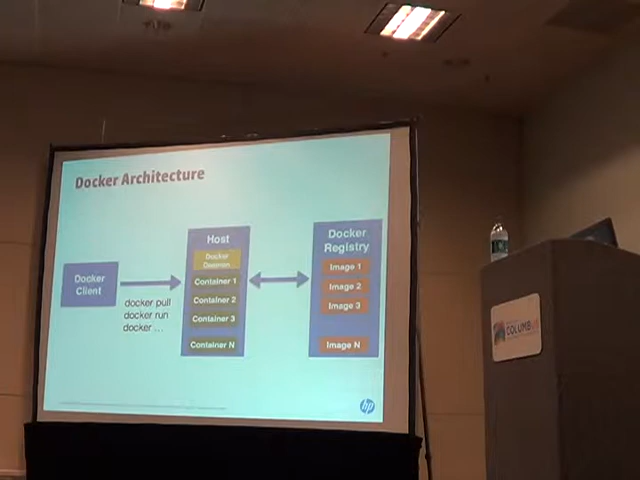 Docker Architecture
Docker
Client
docker pull
docker run
docker ...
Host
Docker
Daemon
Container 1
Container 2
Container 3
Container N
Docker
Registry
Image 1
Image 2
Image 3
Image N
hp
COLUMBUS